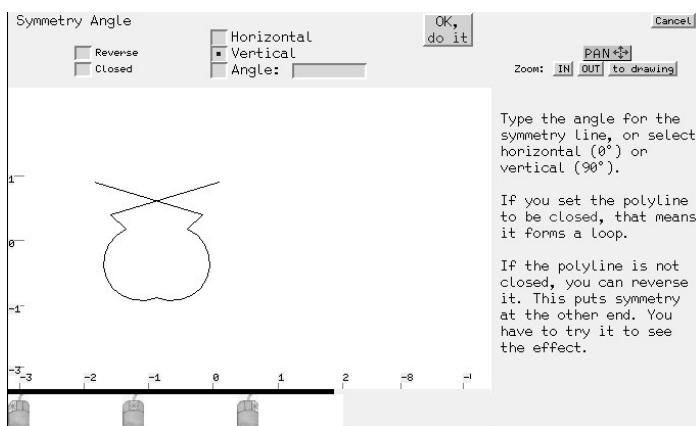 Symmetry Angle
Reverse
Closed
Horizontal
Vertical
Angle:
OK,
do it
Cancel
PAN
Zoom: IN OUT to drawing
Type the angle for the
symmetry line, or select
horizontal (0°) or
vertical (90°).
If you set the polyline
to be closed, that means
it forms a loop.
If the polyline is not
closed, you can reverse
it. This puts symmetry
at the other end. You
have to try it to see
the effect.
1
0
-1
-3
-3 -2 -1 0 1 2 -8